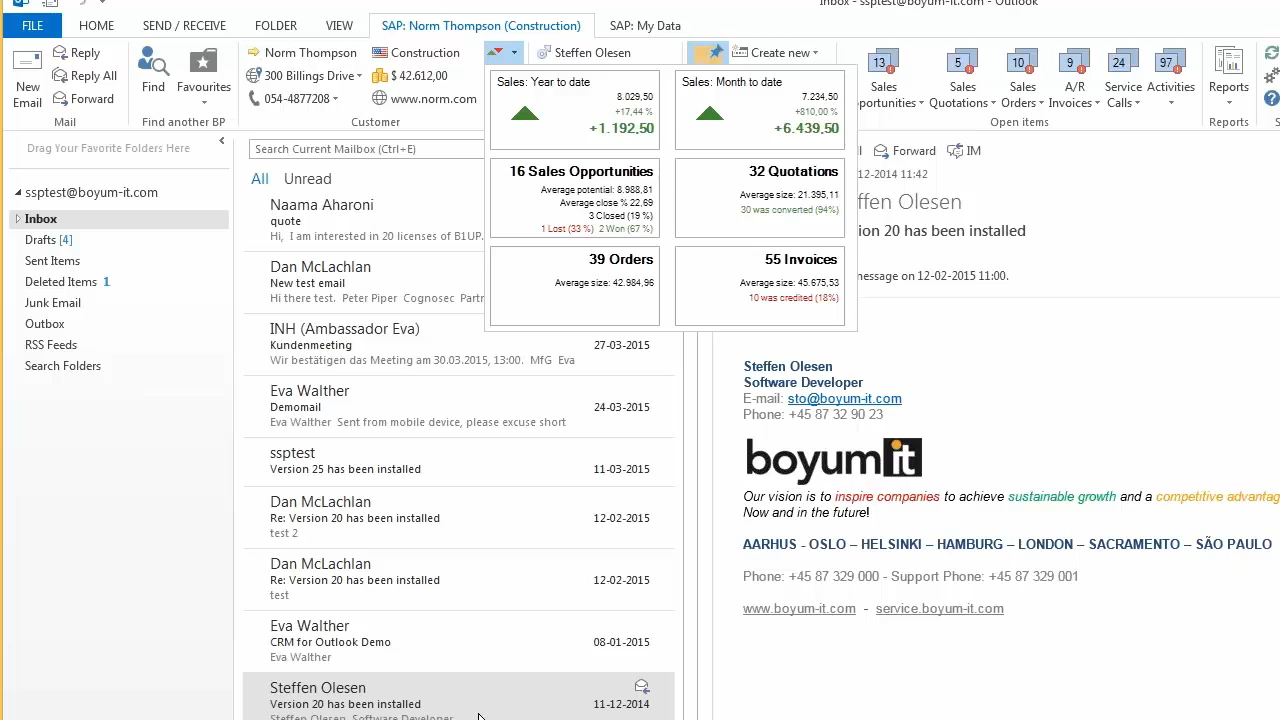 Inbox - ssptest@boyum-it.com - Outlook
FILE HOME SEND / RECEIVE FOLDER VIEW SAP: Norm Thompson (Construction) SAP: My Data
New Email
Reply
Reply All
Forward
Mail
Find
Favourites
Find another BP
Norm Thompson
300 Billings Drive
054-4877208
Construction
$ 42.612,00
www.norm.com
Customer
Steffen Olesen
Create new
13
Sales
portunities
5
Sales
Quotations
10
Sales
Orders
9
A/R
Invoices
24
Service
Calls
97
Activities
Open items
Reports
Reports
Sales: Year to date
8.029,50
+17,44 %
+1.192,50
Sales: Month to date
7.234,50
+810,00 %
+6.439,50
16 Sales Opportunities
Average potential: 8.988,81
Average close % 22,69
3 Closed (19 %)
1 Lost (33 %) 2 Won (67 %)
32 Quotations
Average size: 21.395,11
30 was converted (94%)
39 Orders
Average size: 42.984,96
55 Invoices
Average size: 45.675,53
10 was credited (18%)
Drag Your Favorite Folders Here
ssptest@boyum-it.com
Inbox
Drafts [4]
Sent Items
Deleted Items 1
Junk Email
Outbox
RSS Feeds
Search Folders
Search Current Mailbox (Ctrl+E)
All Unread
Naama Aharoni
quote
Hi, I am interested in 20 licenses of B1UP.
Dan McLachlan
New test email
Hi there test. Peter Piper Cognosec Partn
INH (Ambassador Eva)
Kundenmeeting 27-03-2015
Wir bestätigen das Meeting am 30.03.2015, 13:00. MfG Eva
Eva Walther
Demomail 24-03-2015
Eva Walther Sent from mobile device, please excuse short
ssptest
Version 25 has been installed 11-03-2015
Dan McLachlan
Re: Version 20 has been installed 12-02-2015
test 2
Dan McLachlan
Re: Version 20 has been installed 12-02-2015
test
Eva Walther
CRM for Outlook Demo 08-01-2015
Eva Walther
Steffen Olesen
Version 20 has been installed 11-12-2014
Steffen Olesen Software Developer
Forward IM
-12-2014 11:42
ffen Olesen
ion 20 has been installed
essage on 12-02-2015 11:00.
Steffen Olesen
Software Developer
E-mail: sto@boyum-it.com
Phone: +45 87 32 90 23
boyum it
Our vision is to inspire companies to achieve sustainable growth and a competitive advantag
Now and in the future!
AARHUS - OSLO – HELSINKI – HAMBURG – LONDON – SACRAMENTO – SÃO PAULO
Phone: +45 87 329 000 - Support Phone: +45 87 329 001
www.boyum-it.com - service.boyum-it.com